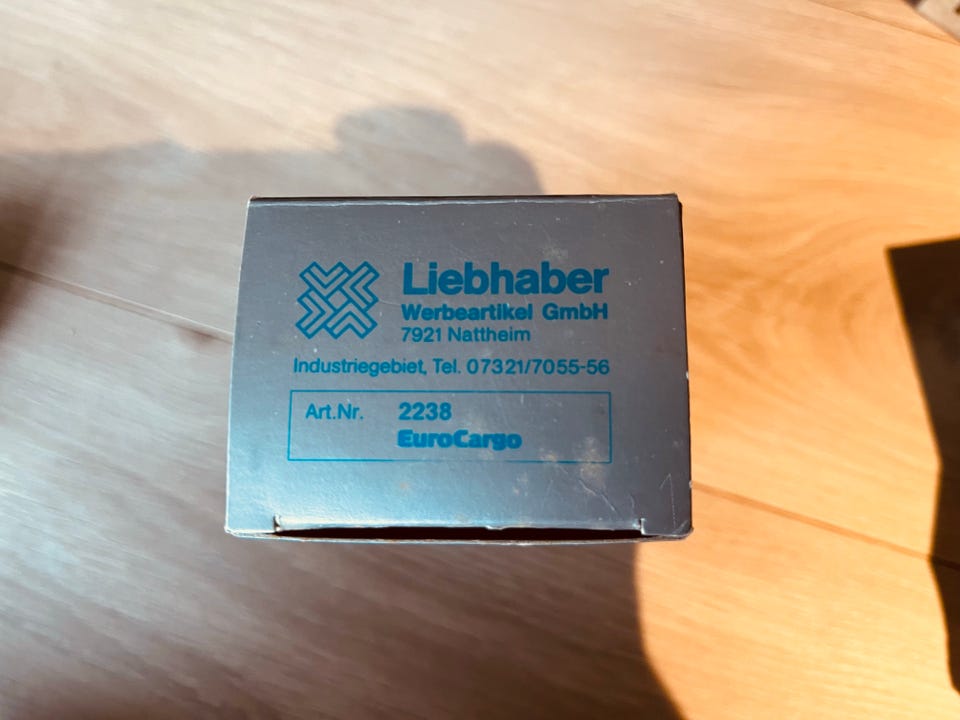 Liebhaber
Werbeartikel GmbH
7921 Nattheim
Industriegebiet, Tel. 07321/7055-56
Art.Nr. 2238
EuroCargo